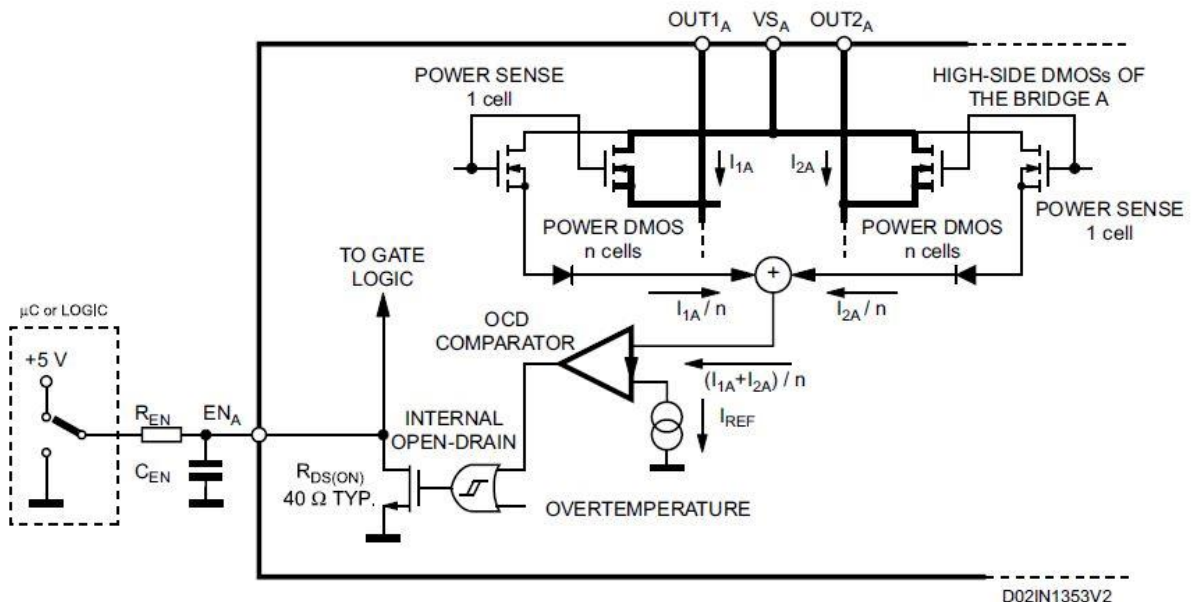 OUT1A VSA OUT2A
POWER SENSE
1 cell
HIGH-SIDE DMOSs OF
THE BRIDGE A
I1A
I2A
POWER DMOS
n cells
POWER DMOS
n cells
POWER SENSE
1 cell
TO GATE
LOGIC
+
I1A / n
I2A / n
μC or LOGIC
+5 V
OCD
COMPARATOR
(I1A+I2A) / n
IREF
REN
ENA
CEN
INTERNAL
OPEN-DRAIN
RDS(ON)
40 Ω TYP.
OVERTEMPERATURE
D02IN1353V2